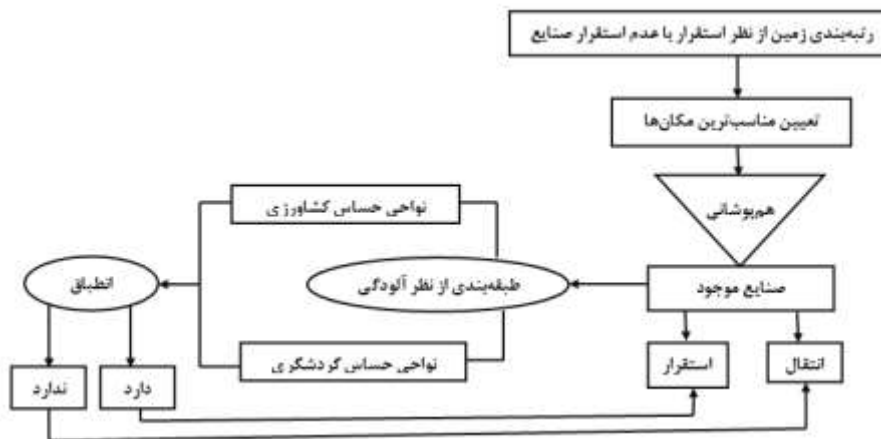 رتبه‌بندی زمین از نظر استقرار یا عدم استقرار صنایع
تعیین مناسب‌ترین مکان‌ها
هم‌پوشانی
نواحی حساس کشاورزی
انطباق
طبقه‌بندی از نظر آلودگی
صنایع موجود
نواحی حساس گردشگری
انتقال
استقرار
دارد
ندارد